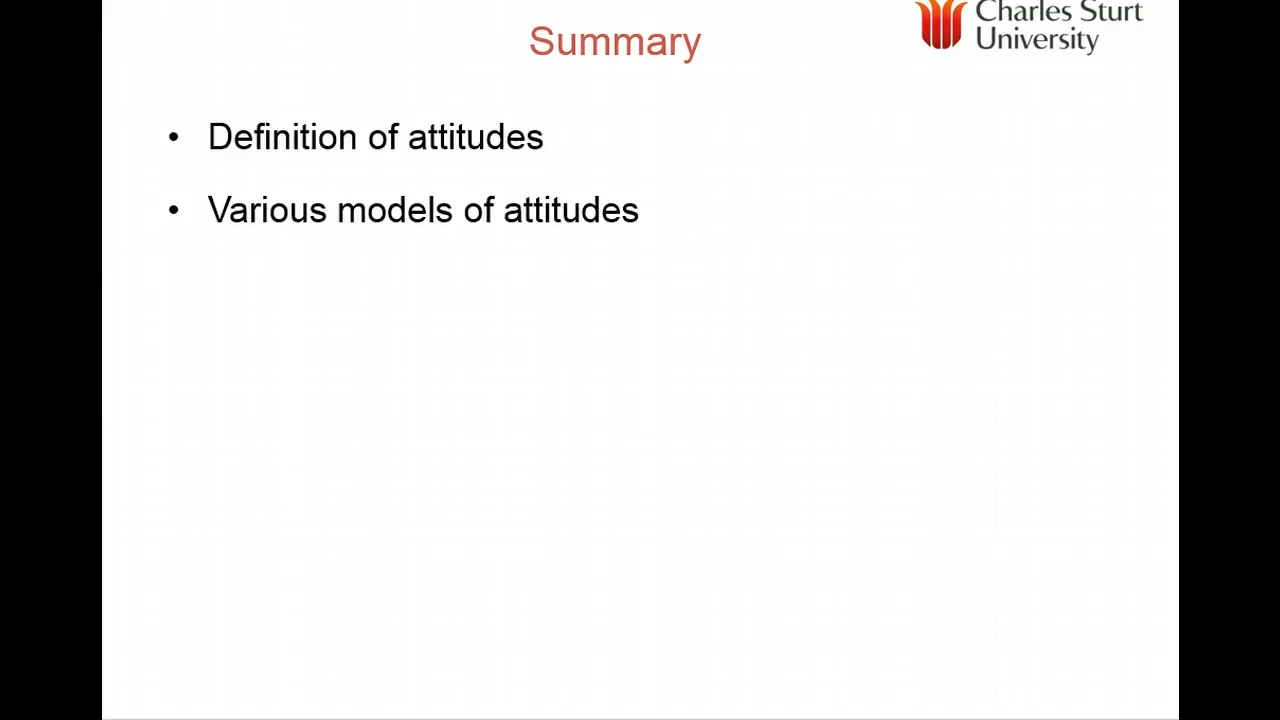 Summary
Charles Sturt
University
• Definition of attitudes
• Various models of attitudes